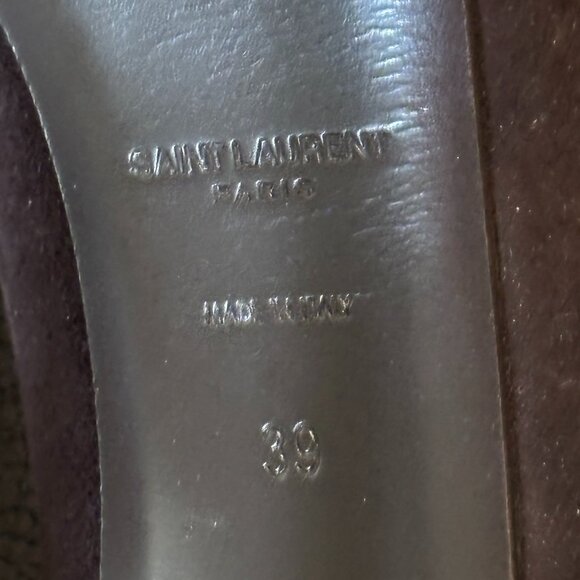 SAINT LAURENT
PARIS
MADE IN ITALY
39